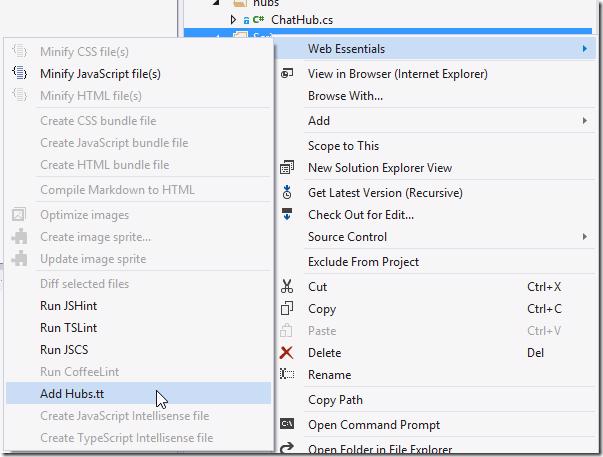 hubs
ChatHub.cs
Web Essentials
View in Browser (Internet Explorer)
Browse With...
Add
Scope to This
New Solution Explorer View
Get Latest Version (Recursive)
Check Out for Edit...
Source Control
Exclude From Project
Cut Ctrl+X
Copy Ctrl+C
Paste Ctrl+V
Delete Del
Rename
Copy Path
Open Command Prompt
Open Folder in File Explorer
Minify CSS file(s)
Minify JavaScript file(s)
Minify HTML file(s)
Create CSS bundle file
Create JavaScript bundle file
Create HTML bundle file
Compile Markdown to HTML
Optimize images
Create image sprite...
Update image sprite
Diff selected files
Run JSHint
Run TSLint
Run JSCS
Run CoffeeLint
Add Hubs.tt
Create JavaScript Intellisense file
Create TypeScript Intellisense file